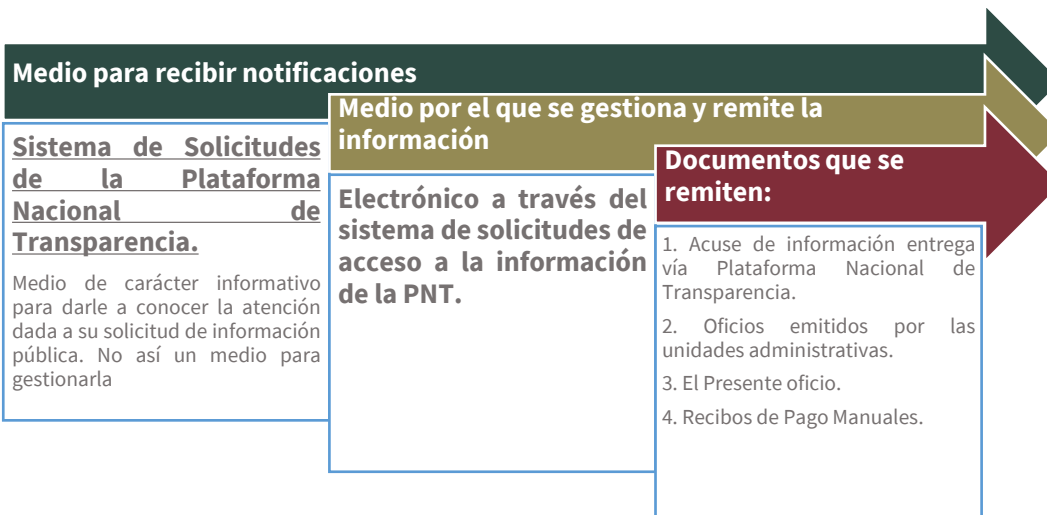 Medio para recibir notificaciones
Sistema de Solicitudes
de la Plataforma
Nacional de
Transparencia.
Medio de carácter informativo
para darle a conocer la atención
dada a su solicitud de información
pública. No así un medio para
gestionarla
Medio por el que se gestiona y remite la
información
Electrónico a través del
sistema de solicitudes de
acceso a la información
de la PNT.
Documentos que se
remiten:
1. Acuse de información entrega
vía Plataforma Nacional de
Transparencia.
2. Oficios emitidos por las
unidades administrativas.
3. El Presente oficio.
4. Recibos de Pago Manuales.